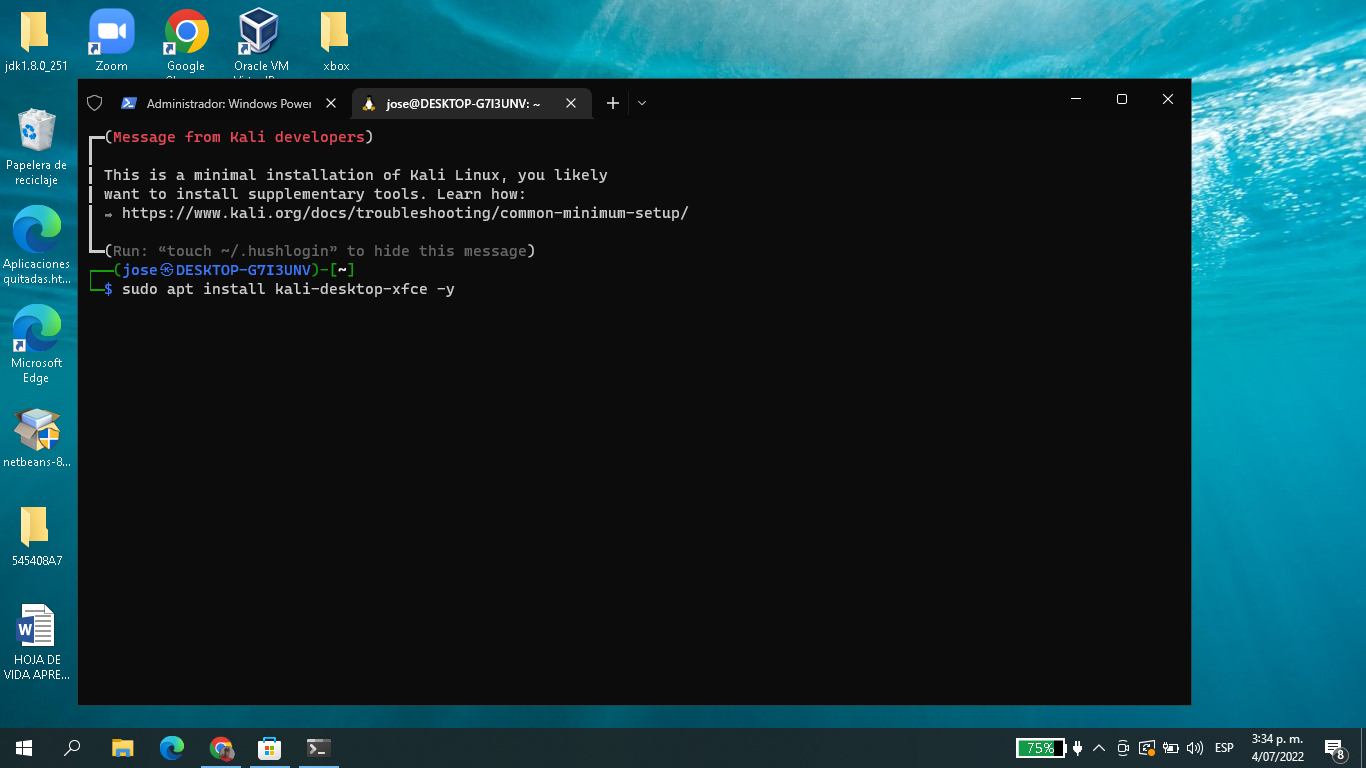 jdk1.8.0_251
Zoom
Google
Oracle VM
xbox
Papelera de
reciclaje
Aplicaciones
quitadas.ht...
Microsoft
Edge
netbeans-8...
545408A7
HOJA DE
VIDA APRE...
Administrador: Windows Power
jose@DESKTOP-G7I3UNV: ~
(Message from Kali developers)
This is a minimal installation of Kali Linux, you likely
want to install supplementary tools. Learn how:
⇒ https://www.kali.org/docs/troubleshooting/common-minimum-setup/
(Run: “touch ~/.hushlogin” to hide this message)
(jose㉿DESKTOP-G7I3UNV)-[~]
$ sudo apt install kali-desktop-xfce -y
75%
ESP
3:34 p. m.
4/07/2022
8